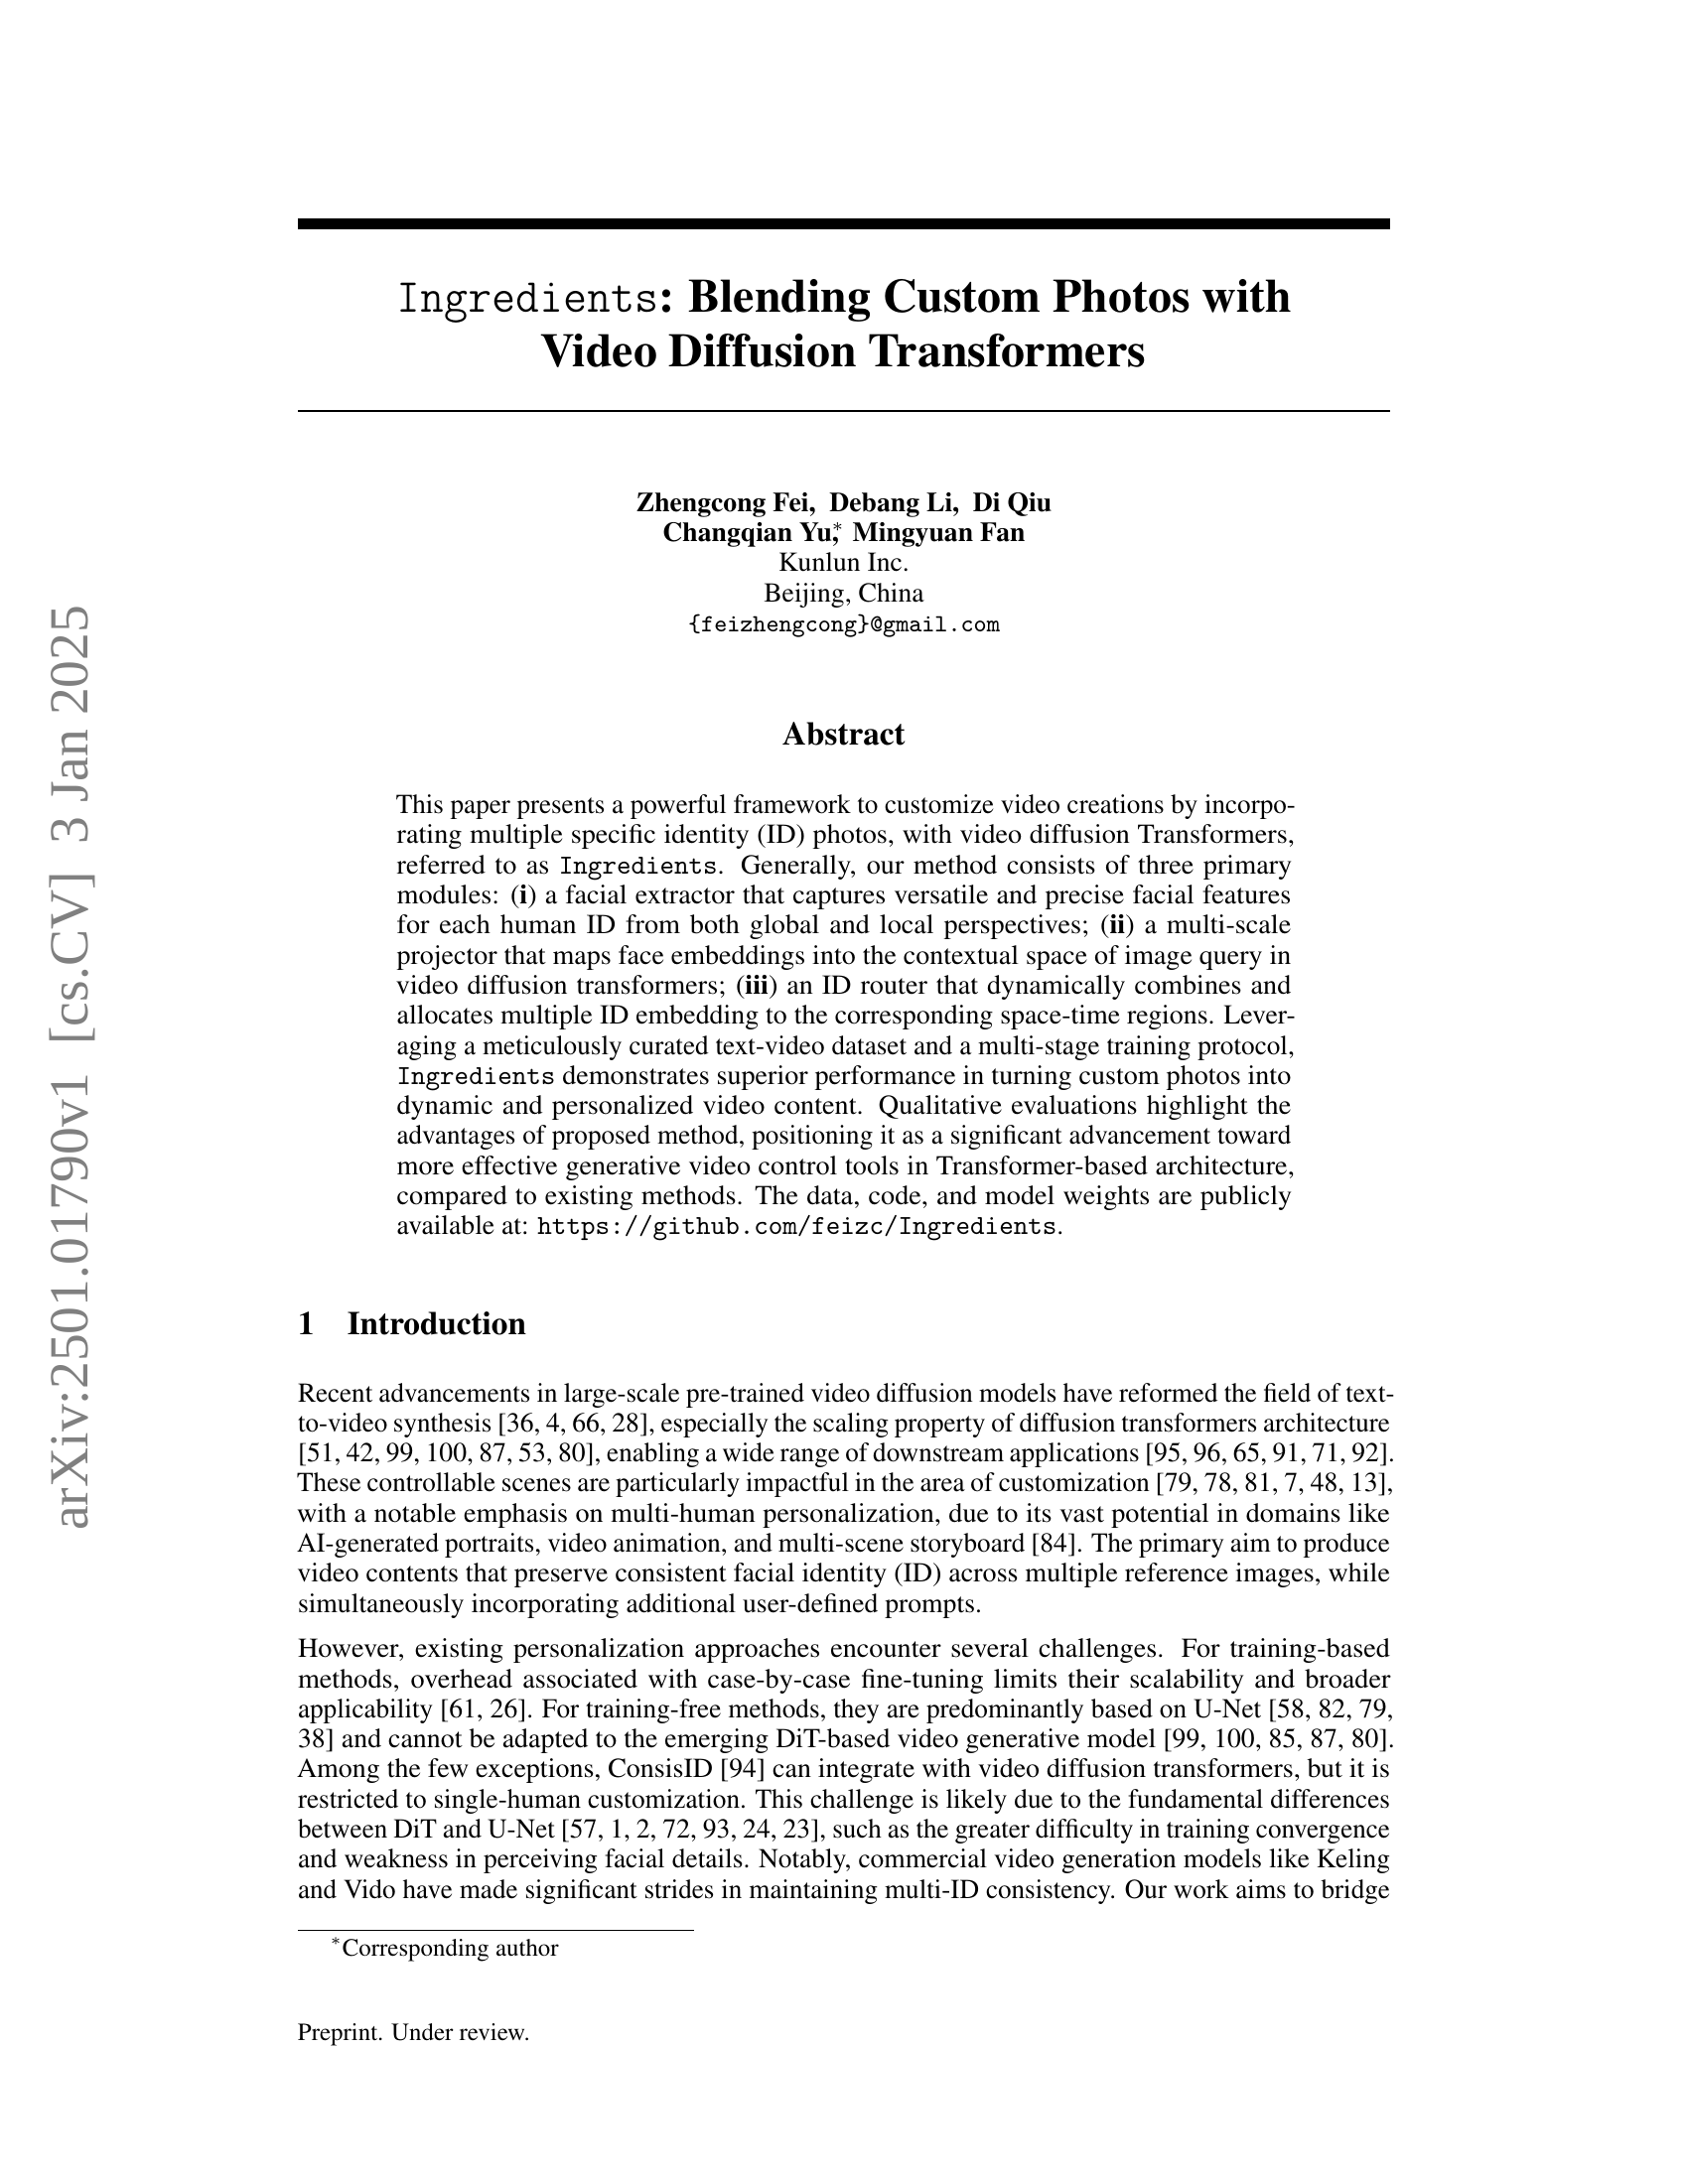 arXiv:2501.01790v1 [cs.CV] 3 Jan 2025
Ingredients: Blending Custom Photos with
Video Diffusion Transformers
Zhengcong Fei, Debang Li, Di Qiu
Changqian Yu,* Mingyuan Fan
Kunlun Inc.
Beijing, China
{feizhengcong}@gmail.com
Abstract
This paper presents a powerful framework to customize video creations by incorpo-
rating multiple specific identity (ID) photos, with video diffusion Transformers,
referred to as Ingredients. Generally, our method consists of three primary
modules: (i) a facial extractor that captures versatile and precise facial features
for each human ID from both global and local perspectives; (ii) a multi-scale
projector that maps face embeddings into the contextual space of image query in
video diffusion transformers; (iii) an ID router that dynamically combines and
allocates multiple ID embedding to the corresponding space-time regions. Lever-
aging a meticulously curated text-video dataset and a multi-stage training protocol,
Ingredients demonstrates superior performance in turning custom photos into
dynamic and personalized video content. Qualitative evaluations highlight the
advantages of proposed method, positioning it as a significant advancement toward
more effective generative video control tools in Transformer-based architecture,
compared to existing methods. The data, code, and model weights are publicly
available at: https://github.com/feizc/Ingredients.
1 Introduction
Recent advancements in large-scale pre-trained video diffusion models have reformed the field of text-
to-video synthesis [36, 4, 66, 28], especially the scaling property of diffusion transformers architecture
[51, 42, 99, 100, 87, 53, 80], enabling a wide range of downstream applications [95, 96, 65, 91, 71, 92].
These controllable scenes are particularly impactful in the area of customization [79, 78, 81, 7, 48, 13],
with a notable emphasis on multi-human personalization, due to its vast potential in domains like
AI-generated portraits, video animation, and multi-scene storyboard [84]. The primary aim to produce
video contents that preserve consistent facial identity (ID) across multiple reference images, while
simultaneously incorporating additional user-defined prompts.
However, existing personalization approaches encounter several challenges. For training-based
methods, overhead associated with case-by-case fine-tuning limits their scalability and broader
applicability [61, 26]. For training-free methods, they are predominantly based on U-Net [58, 82, 79,
38] and cannot be adapted to the emerging DiT-based video generative model [99, 100, 85, 87, 80].
Among the few exceptions, ConsisID [94] can integrate with video diffusion transformers, but it is
restricted to single-human customization. This challenge is likely due to the fundamental differences
between DiT and U-Net [57, 1, 2, 72, 93, 24, 23], such as the greater difficulty in training convergence
and weakness in perceiving facial details. Notably, commercial video generation models like Keling
and Vido have made significant strides in maintaining multi-ID consistency. Our work aims to bridge
*Corresponding author
Preprint. Under review.